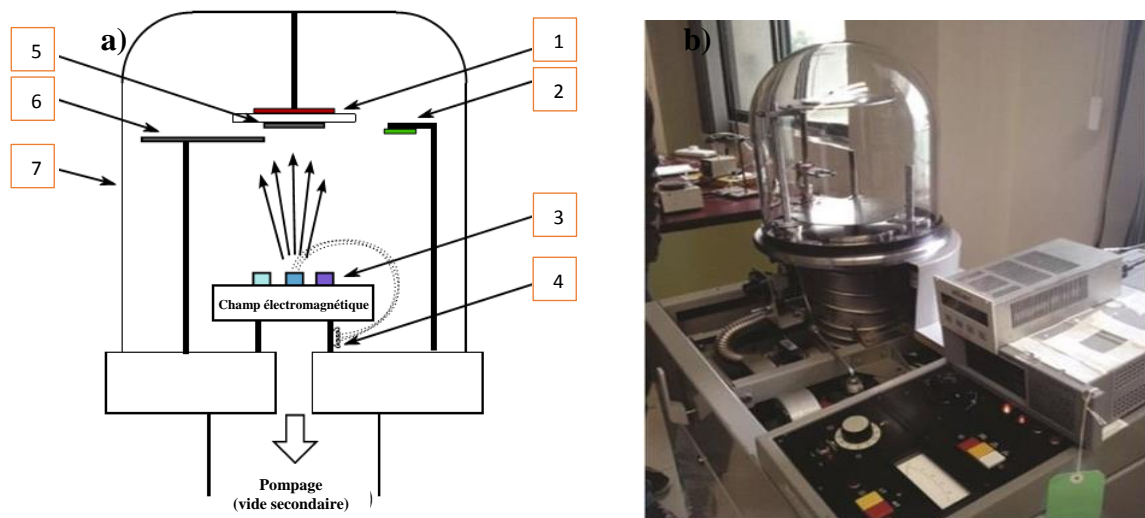 a)
b)
5
1
6
2
7
3
4
Champ électromagnétique
Pompage
(vide secondaire)
)